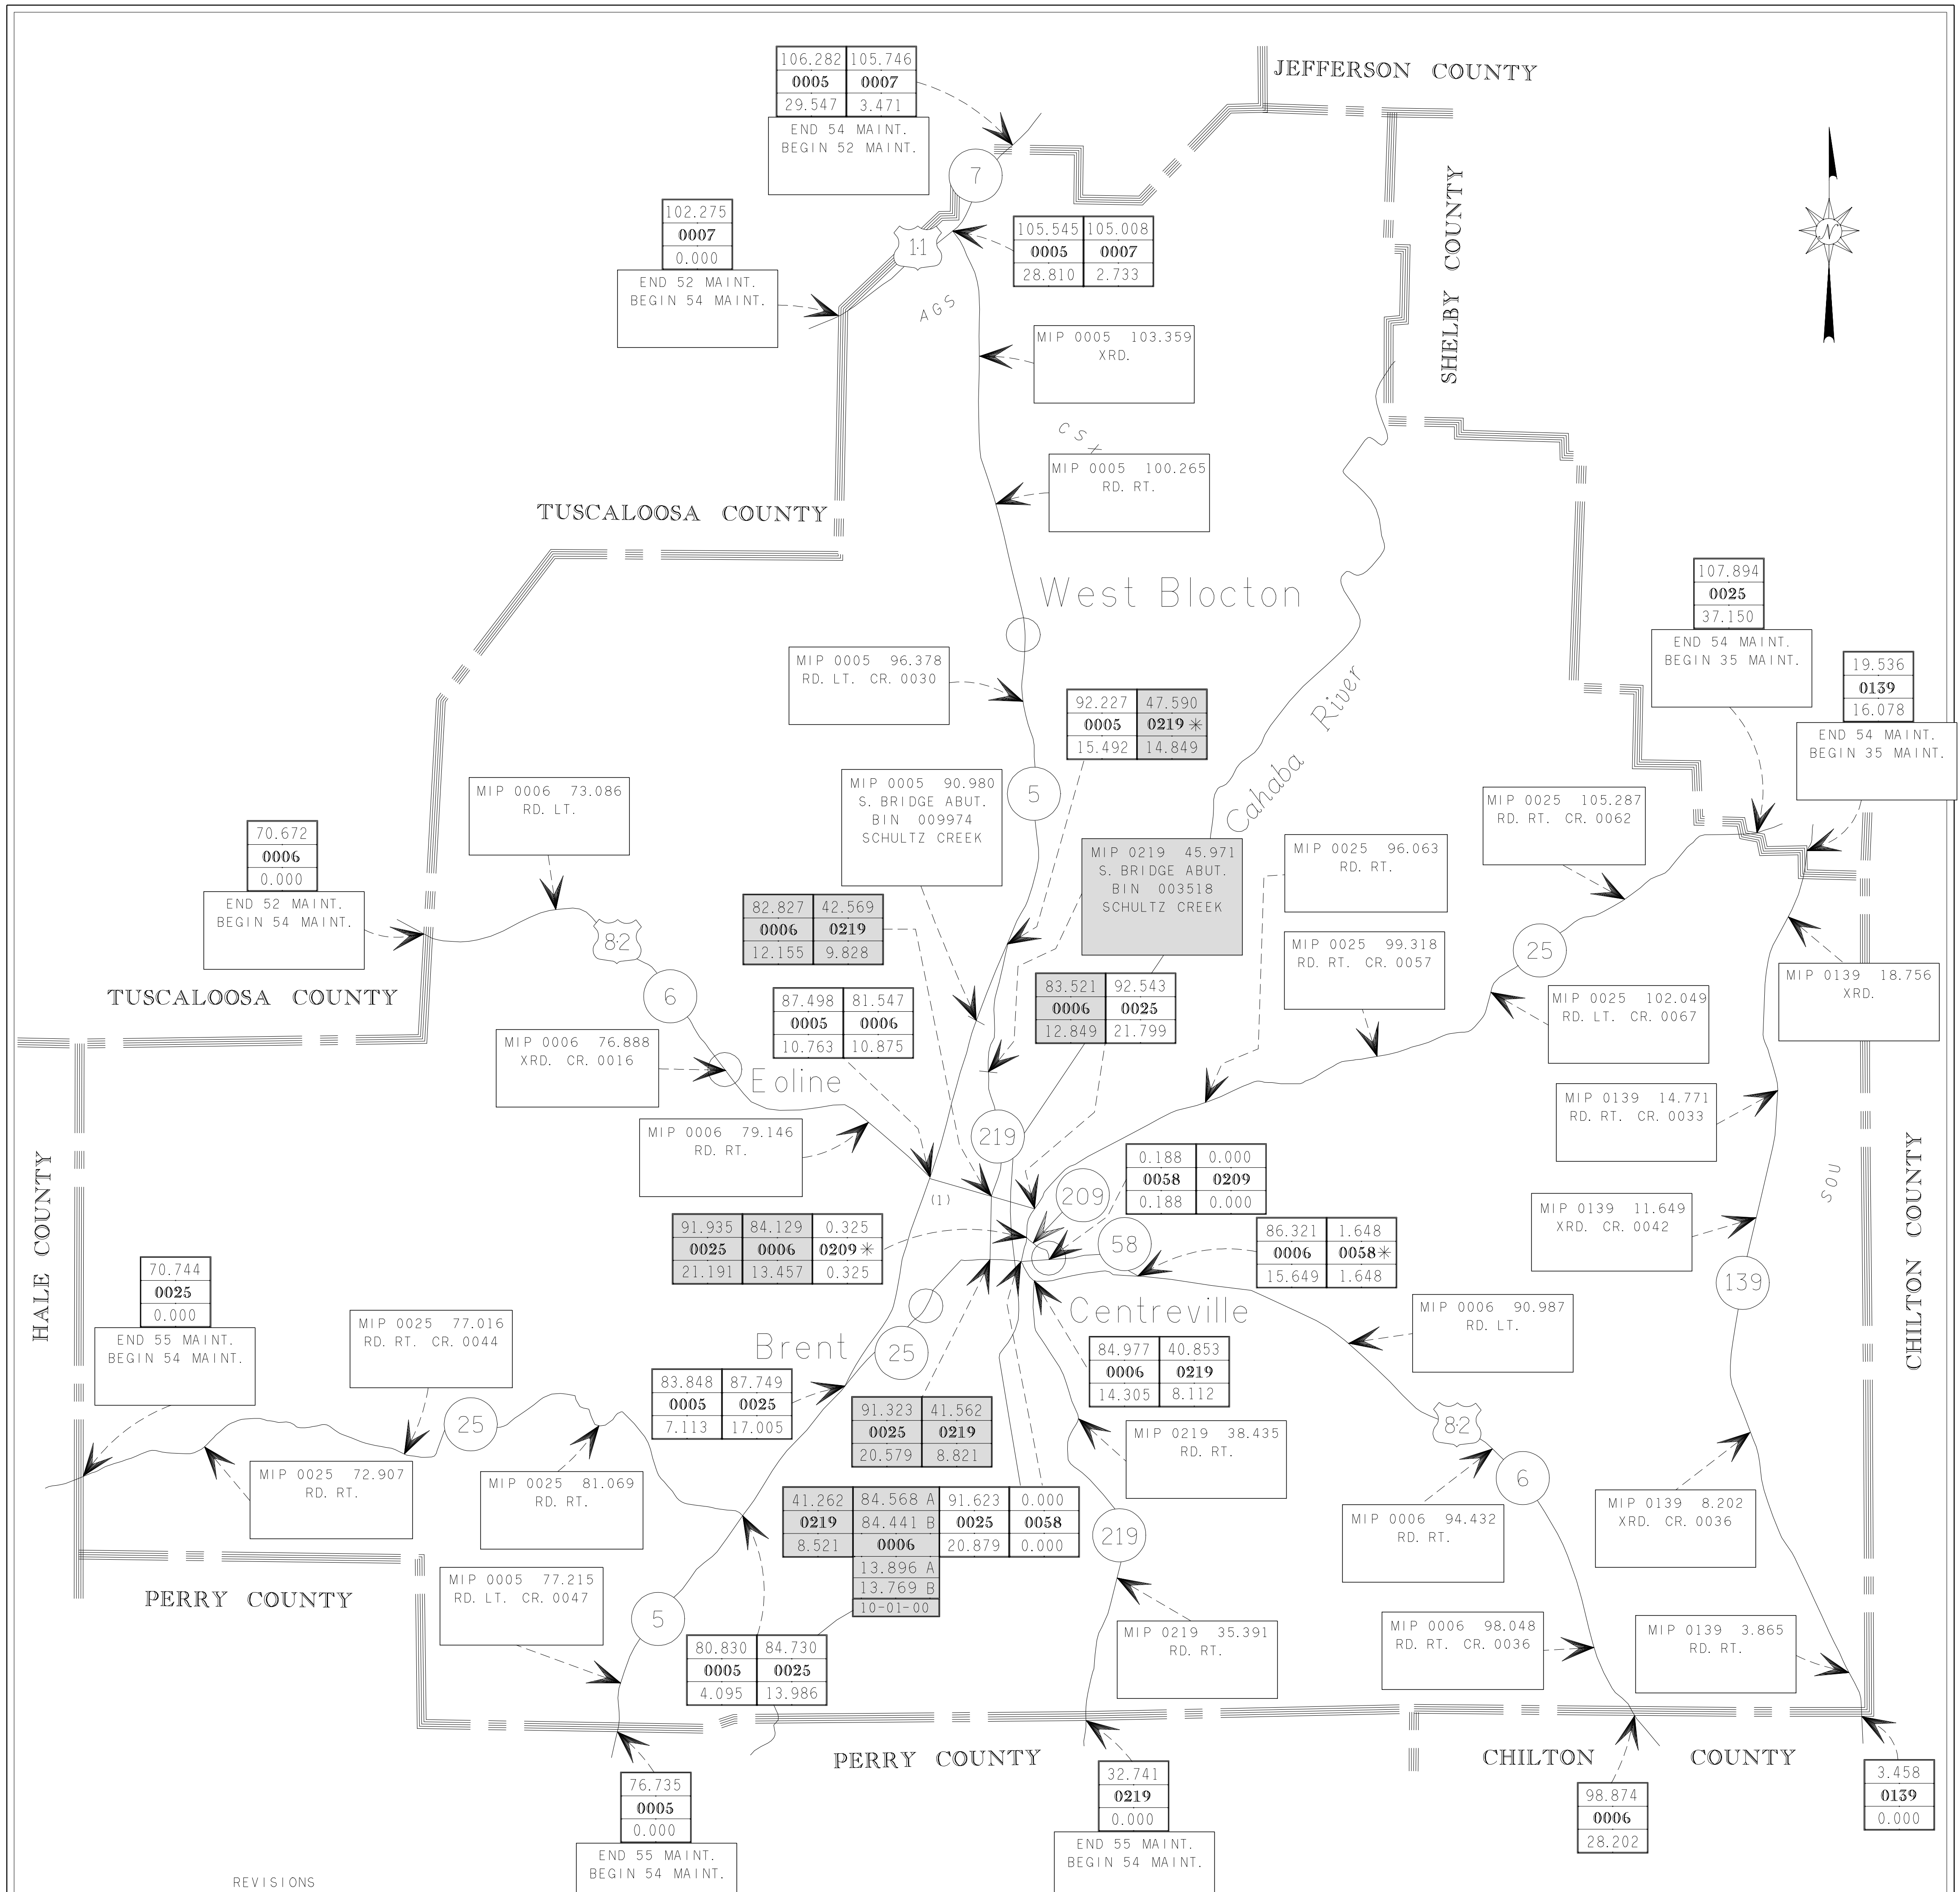 JEFFERSON COUNTY
106.282 105.746
0005 0007
29.547 3.471
END 54 MAINT.
BEGIN 52 MAINT.
7
102.275
0007
0.000
END 52 MAINT.
BEGIN 54 MAINT.
11
105.545 105.008
0005 0007
28.810 2.733
AGS
SHELBY COUNTY
N
MIP 0005 103.359
XRD.
CSX
MIP 0005 100.265
RD. RT.
TUSCALOOSA COUNTY
West Blocton
107.894
0025
37.150
END 54 MAINT.
BEGIN 35 MAINT.
19.536
0139
16.078
END 54 MAINT.
BEGIN 35 MAINT.
MIP 0005 96.378
RD. LT. CR. 0030
92.227 47.590
0005 0219 *
15.492 14.849
Cahaba River
5
MIP 0006 73.086
RD. LT.
MIP 0005 90.980
S. BRIDGE ABUT.
BIN 009974
SCHULTZ CREEK
MIP 0219 45.971
S. BRIDGE ABUT.
BIN 003518
SCHULTZ CREEK
MIP 0025 96.063
RD. RT.
MIP 0025 105.287
RD. RT. CR. 0062
70.672
0006
0.000
END 52 MAINT.
BEGIN 54 MAINT.
82
82.827 42.569
0006 0219
12.155 9.828
MIP 0025 99.318
RD. RT. CR. 0057
25
MIP 0139 18.756
XRD.
TUSCALOOSA COUNTY
6
87.498 81.547
0005 0006
10.763 10.875
83.521 92.543
0006 0025
12.849 21.799
MIP 0025 102.049
RD. LT. CR. 0067
MIP 0006 76.888
XRD. CR. 0016
Eoline
MIP 0006 79.146
RD. RT.
219
MIP 0139 14.771
RD. RT. CR. 0033
HALE COUNTY
(1)
209
0.188 0.000
0058 0209
0.188 0.000
SOU
CHILTON COUNTY
91.935 84.129 0.325
0025 0006 0209 *
21.191 13.457 0.325
58
86.321 1.648
0006 0058*
15.649 1.648
MIP 0139 11.649
XRD. CR. 0042
139
70.744
0025
0.000
END 55 MAINT.
BEGIN 54 MAINT.
MIP 0025 77.016
RD. RT. CR. 0044
Brent
25
Centreville
MIP 0006 90.987
RD. LT.
84.977 40.853
0006 0219
14.305 8.112
83.848 87.749
0005 0025
7.113 17.005
91.323 41.562
0025 0219
20.579 8.821
25
MIP 0219 38.435
RD. RT.
82
MIP 0025 72.907
RD. RT.
MIP 0025 81.069
RD. RT.
6
41.262 84.568 A 91.623 0.000
0219 84.441 B 0025 0058
8.521 0006 20.879 0.000
13.896 A
13.769 B
10-01-00
219
MIP 0006 94.432
RD. RT.
MIP 0139 8.202
XRD. CR. 0036
PERRY COUNTY
MIP 0005 77.215
RD. LT. CR. 0047
5
80.830 84.730
0005 0025
4.095 13.986
MIP 0219 35.391
RD. RT.
MIP 0006 98.048
RD. RT. CR. 0036
MIP 0139 3.865
RD. RT.
PERRY COUNTY
CHILTON COUNTY
76.735
0005
0.000
END 55 MAINT.
BEGIN 54 MAINT.
32.741
0219
0.000
END 55 MAINT.
BEGIN 54 MAINT.
98.874
0006
28.202
3.458
0139
0.000
REVISIONS